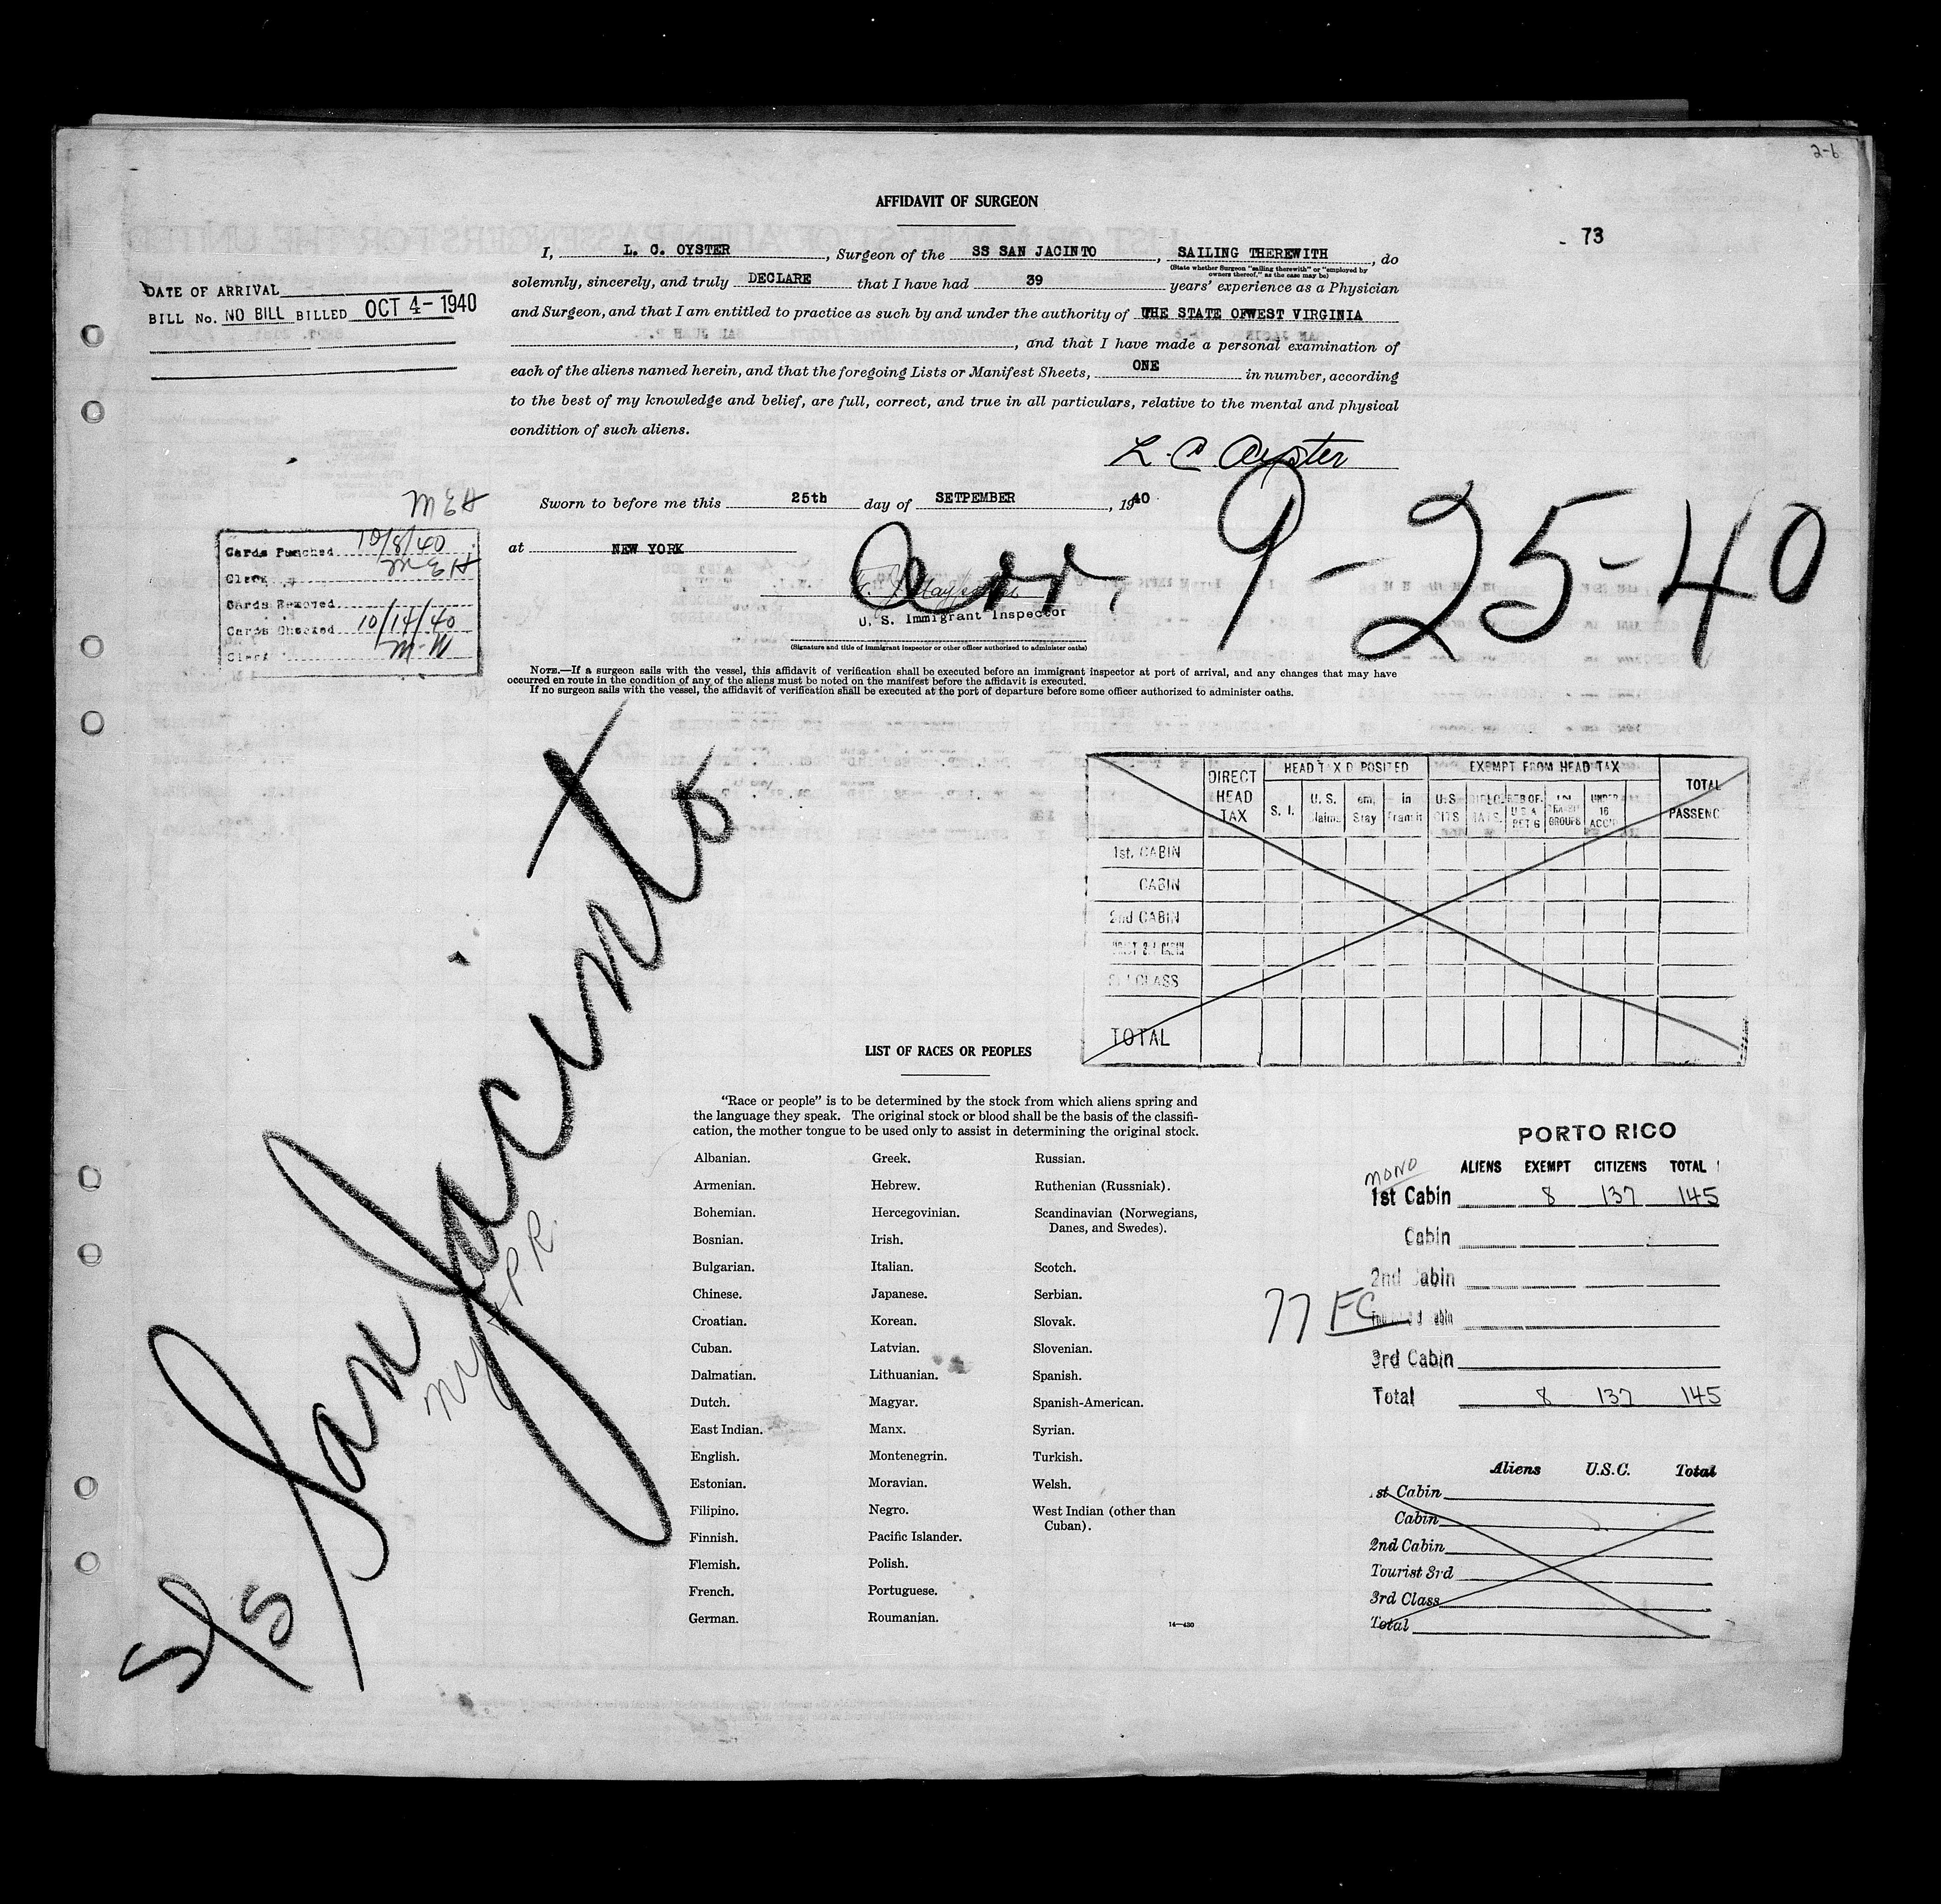 2-6
AFFIDAVIT OF SURGEON
73
I, L. C. OYSTER, Surgeon of the SS SAN JACINTO, SAILING THEREWITH, do
(State whether Surgeon "sailing therewith" or "employed by owners thereof," as the case may be)
solemnly, sincerely, and truly DECLARE that I have had 39 years' experience as a Physician
and Surgeon, and that I am entitled to practice as such by and under the authority of THE STATE OFWEST VIRGINIA
, and that I have made a personal examination of
each of the aliens named herein, and that the foregoing Lists or Manifest Sheets, ONE in number, according
to the best of my knowledge and belief, are full, correct, and true in all particulars, relative to the mental and physical
condition of such aliens.
L. C. Oyster
DATE OF ARRIVAL
BILL No. NO BILL BILLED OCT 4 - 1940
Sworn to before me this 25th day of SETPEMBER, 1940
at NEW YORK
Arr. 9-25-40
U. S. Immigrant Inspector
(Signature and title of immigrant inspector or other officer authorized to administer oaths)
MEH
Cards Punched 10/8/40
Clerk MEH
Cards Removed
Cards Checked 10/14/40
Clerk M.W
NOTE.—If a surgeon sails with the vessel, this affidavit of verification shall be executed before an immigrant inspector at port of arrival, and any changes that may have
occurred en route in the condition of any of the aliens must be noted on the manifest before the affidavit is executed.
If no surgeon sails with the vessel, the affidavit of verification shall be executed at the port of departure before some officer authorized to administer oaths.
S/S San Jacinto
NY + P.R.
DIRECT HEAD TAX
HEAD TAX DEPOSITED
EXEMPT FROM HEAD TAX
TOTAL PASSENG
S. I.
U. S.
in
U.S. CITS
GROUPS
UNDER 16
1st. CABIN
CABIN
2nd CABIN
CLASS
TOTAL
LIST OF RACES OR PEOPLES
"Race or people" is to be determined by the stock from which aliens spring and
the language they speak. The original stock or blood shall be the basis of the classifi-
cation, the mother tongue to be used only to assist in determining the original stock.
Albanian.
Armenian.
Bohemian.
Bosnian.
Bulgarian.
Chinese.
Croatian.
Cuban.
Dalmatian.
Dutch.
East Indian.
English.
Estonian.
Filipino.
Finnish.
Flemish.
French.
German.
Greek.
Hebrew.
Hercegovinian.
Irish.
Italian.
Japanese.
Korean.
Latvian.
Lithuanian.
Magyar.
Manx.
Montenegrin.
Moravian.
Negro.
Pacific Islander.
Polish.
Portuguese.
Roumanian.
Russian.
Ruthenian (Russniak).
Scandinavian (Norwegians,
Danes, and Swedes).
Scotch.
Serbian.
Slovak.
Slovenian.
Spanish.
Spanish-American.
Syrian.
Turkish.
Welsh.
West Indian (other than
Cuban).
14—430
PORTO RICO
ALIENS EXEMPT CITIZENS TOTAL
MONO
1st Cabin 8 137 145
Cabin
2nd Cabin
77 FC
3rd Cabin
Total 8 137 145
Aliens U.S.C. Total
1st Cabin
Cabin
2nd Cabin
Tourist 3rd
3rd Class
Total